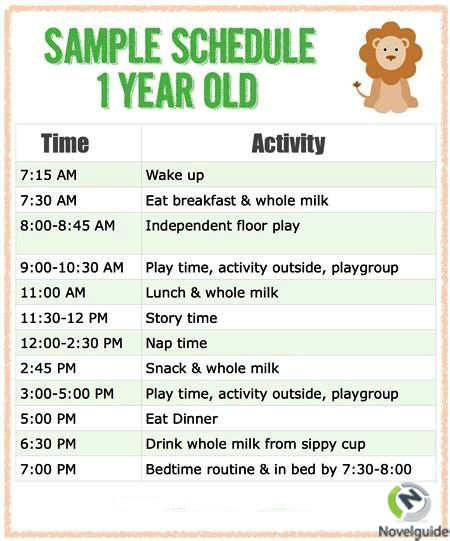 SAMPLE SCHEDULE
1 YEAR OLD
Time Activity
7:15 AM Wake up
7:30 AM Eat breakfast & whole milk
8:00-8:45 AM Independent floor play
9:00-10:30 AM Play time, activity outside, playgroup
11:00 AM Lunch & whole milk
11:30-12 PM Story time
12:00-2:30 PM Nap time
2:45 PM Snack & whole milk
3:00-5:00 PM Play time, activity outside, playgroup
5:00 PM Eat Dinner
6:30 PM Drink whole milk from sippy cup
7:00 PM Bedtime routine & in bed by 7:30-8:00
Novelguide